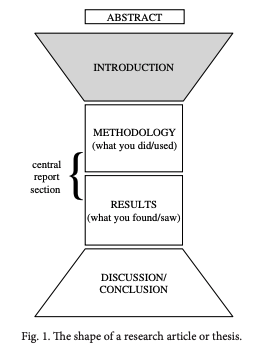 ABSTRACT
INTRODUCTION
METHODOLOGY
(what you did/used)
central
report
section
RESULTS
(what you found/saw)
DISCUSSION/
CONCLUSION
Fig. 1. The shape of a research article or thesis.